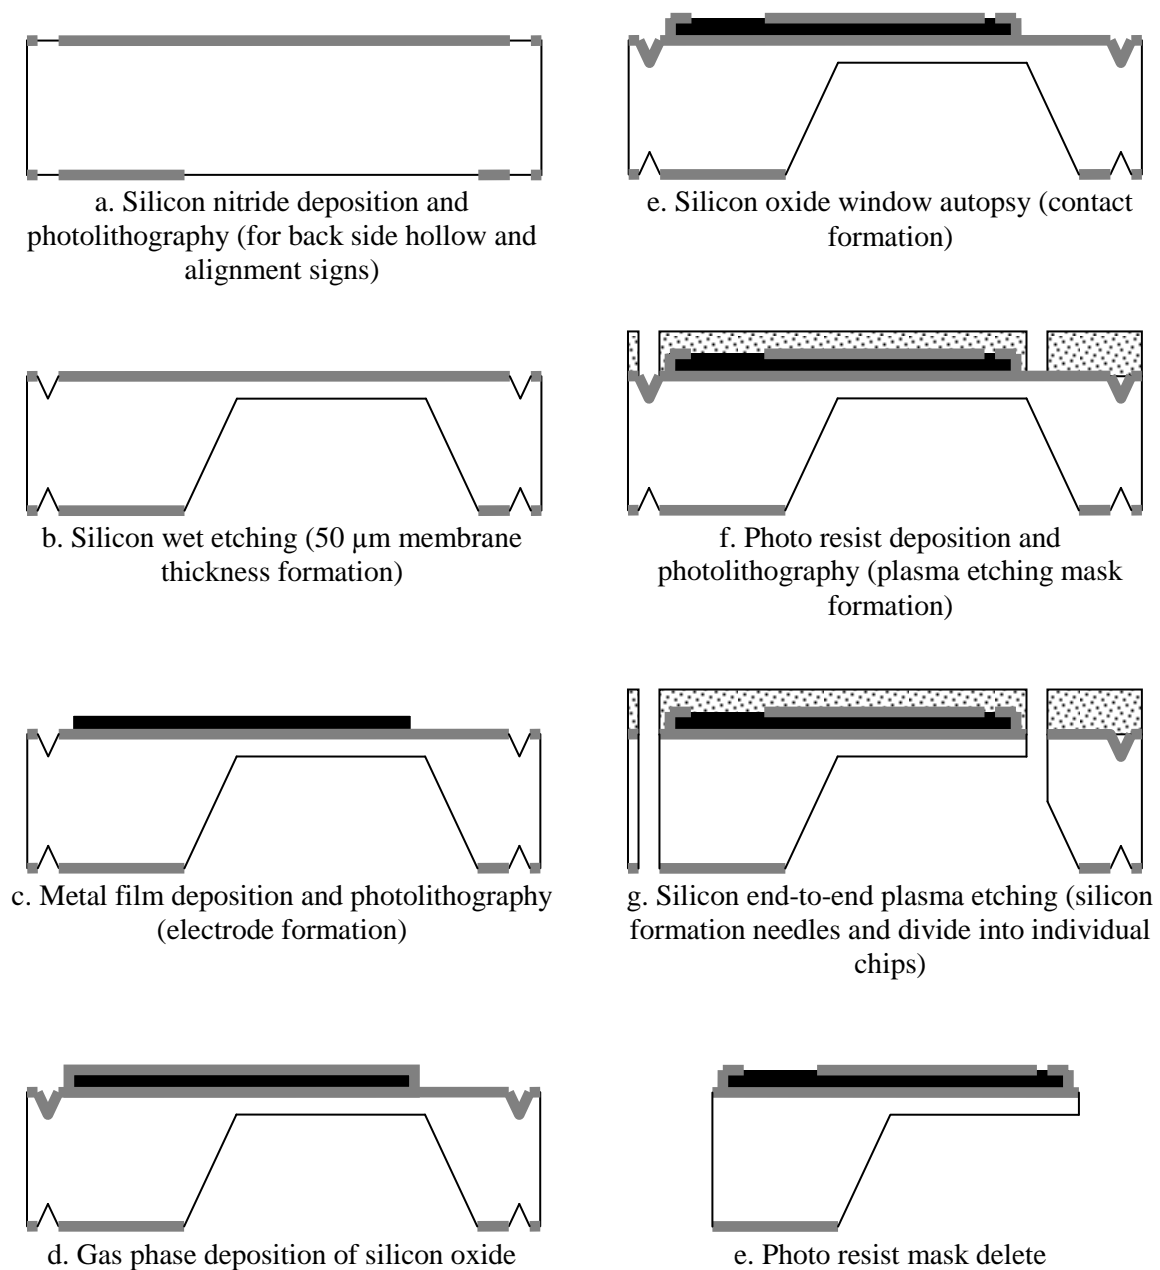 a. Silicon nitride deposition and
photolithography (for back side hollow and
alignment signs)
b. Silicon wet etching (50 µm membrane
thickness formation)
c. Metal film deposition and photolithography
(electrode formation)
d. Gas phase deposition of silicon oxide
e. Silicon oxide window autopsy (contact
formation)
f. Photo resist deposition and
photolithography (plasma etching mask
formation)
g. Silicon end-to-end plasma etching (silicon
formation needles and divide into individual
chips)
e. Photo resist mask delete